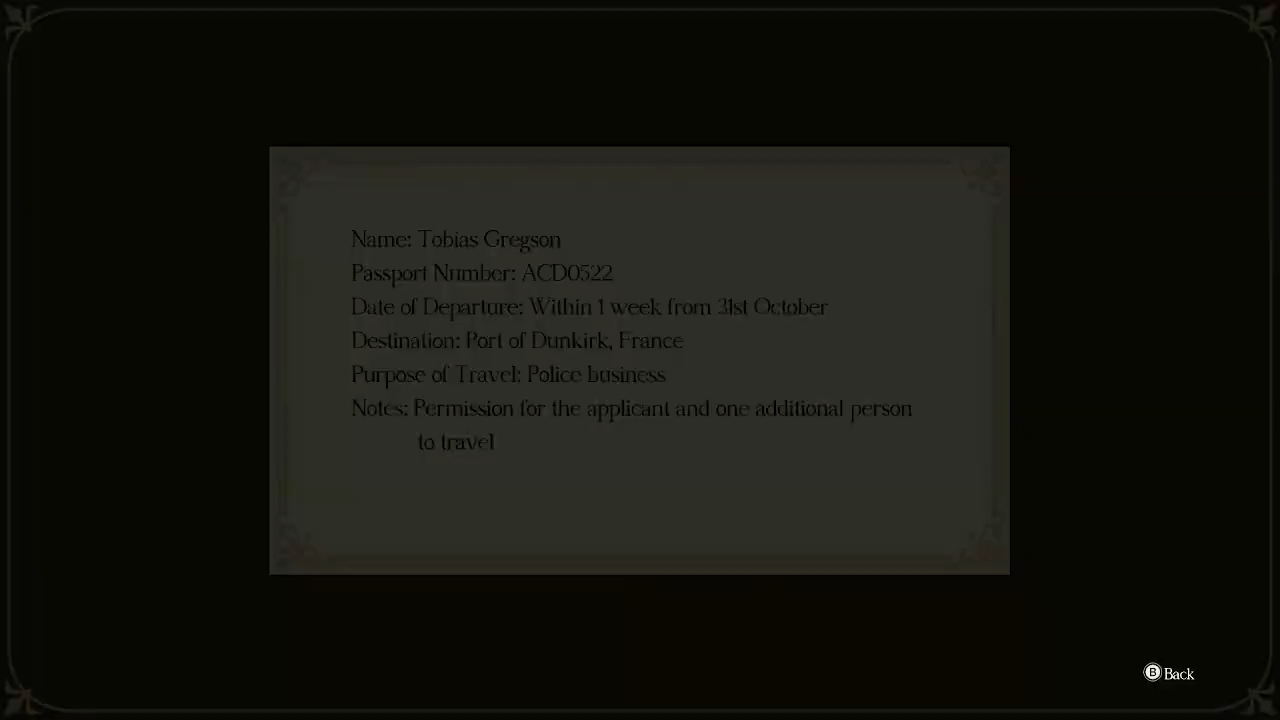 Name: Tobias Gregson
Passport Number: ACD0522
Date of Departure: Within 1 week from 31st October
Destination: Port of Dunkirk, France
Purpose of Travel: Police business
Notes: Permission for the applicant and one additional person
to travel
B Back